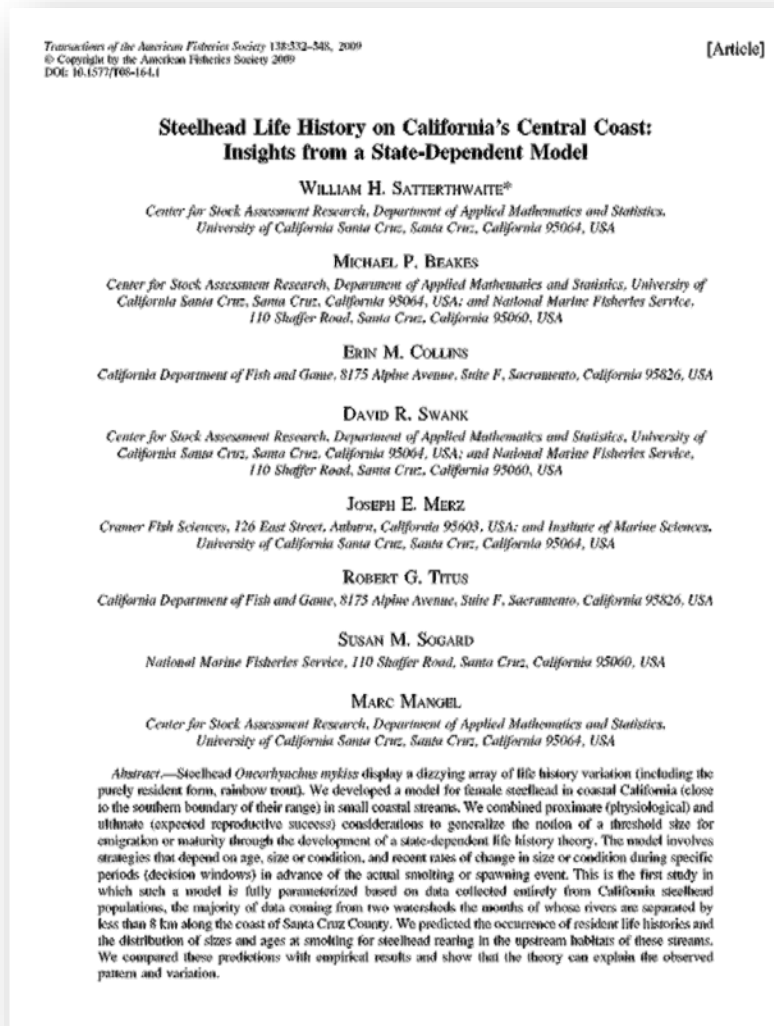 Transactions of the American Fisheries Society 138:532–548, 2009
© Copyright by the American Fisheries Society 2009
DOI: 10.1577/T08-164.1
[Article]
Steelhead Life History on California's Central Coast:
Insights from a State-Dependent Model
WILLIAM H. SATTERTHWAITE*
Center for Stock Assessment Research, Department of Applied Mathematics and Statistics,
University of California Santa Cruz, Santa Cruz, California 95064, USA
MICHAEL P. BEAKES
Center for Stock Assessment Research, Department of Applied Mathematics and Statistics, University of
California Santa Cruz, Santa Cruz, California 95064, USA; and National Marine Fisheries Service,
110 Shaffer Road, Santa Cruz, California 95060, USA
ERIN M. COLLINS
California Department of Fish and Game, 8175 Alpine Avenue, Suite F, Sacramento, California 95826, USA
DAVID R. SWANK
Center for Stock Assessment Research, Department of Applied Mathematics and Statistics, University of
California Santa Cruz, Santa Cruz, California 95064, USA; and National Marine Fisheries Service,
110 Shaffer Road, Santa Cruz, California 95060, USA
JOSEPH E. MERZ
Cramer Fish Sciences, 126 East Street, Auburn, California 95603, USA; and Institute of Marine Sciences,
University of California Santa Cruz, Santa Cruz, California 95064, USA
ROBERT G. TITUS
California Department of Fish and Game, 8175 Alpine Avenue, Suite F, Sacramento, California 95826, USA
SUSAN M. SOGARD
National Marine Fisheries Service, 110 Shaffer Road, Santa Cruz, California 95060, USA
MARC MANGEL
Center for Stock Assessment Research, Department of Applied Mathematics and Statistics,
University of California Santa Cruz, Santa Cruz, California 95064, USA
Abstract.—Steelhead Oncorhynchus mykiss display a dizzying array of life history variation (including the
purely resident form, rainbow trout). We developed a model for female steelhead in coastal California (close
to the southern boundary of their range) in small coastal streams. We combined proximate (physiological) and
ultimate (expected reproductive success) considerations to generalize the notion of a threshold size for
emigration or maturity through the development of a state-dependent life history theory. The model involves
strategies that depend on age, size or condition, and recent rates of change in size or condition during specific
periods (decision windows) in advance of the actual smolting or spawning event. This is the first study in
which such a model is fully parameterized based on data collected entirely from California steelhead
populations, the majority of data coming from two watersheds the mouths of whose rivers are separated by
less than 8 km along the coast of Santa Cruz County. We predicted the occurrence of resident life histories and
the distribution of sizes and ages at smolting for steelhead rearing in the upstream habitats of these streams.
We compared these predictions with empirical results and show that the theory can explain the observed
pattern and variation.